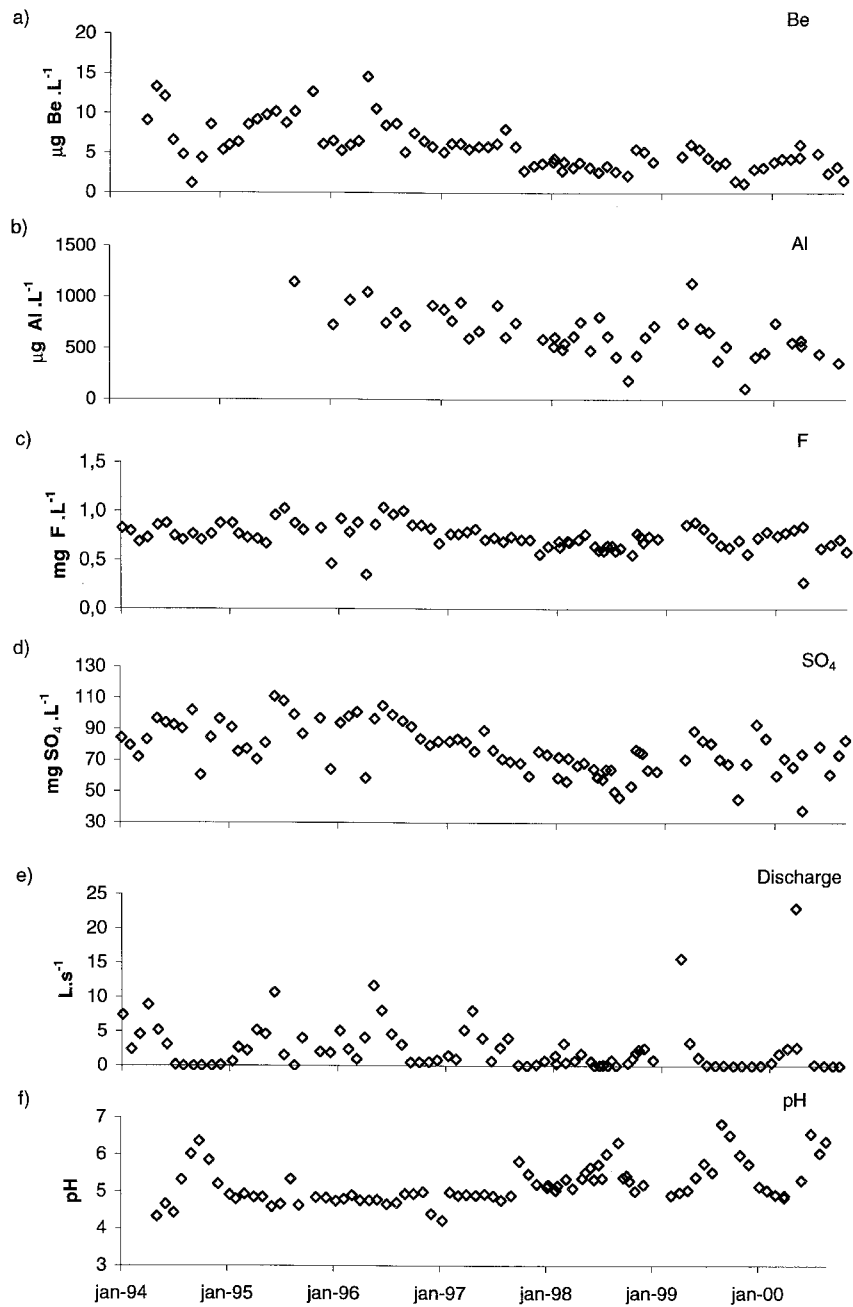 a) Be
20
15
10
5
0
µg Be .L-1
b) Al
1500
1000
500
0
µg Al .L-1
c) F
1,5
1,0
0,5
0,0
mg F .L-1
d) SO4
130
110
90
70
50
30
mg SO4 .L-1
e) Discharge
25
20
15
10
5
0
L.s-1
f) pH
7
6
5
4
3
pH
jan-94 jan-95 jan-96 jan-97 jan-98 jan-99 jan-00